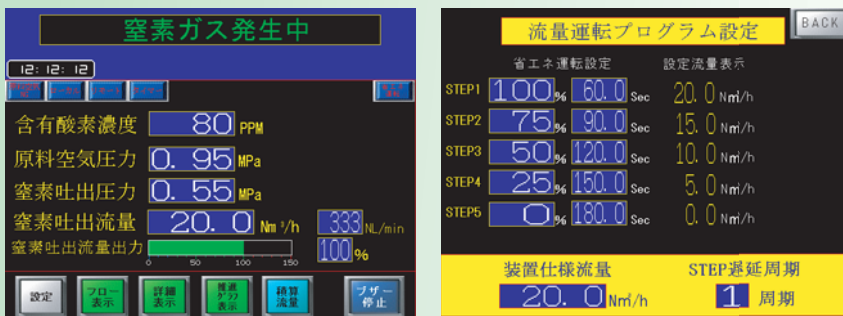 窒素ガス発生中
12:12:12
含有酸素濃度 80 PPM
原料空気圧力 0.95 MPa
窒素吐出圧力 0.55 MPa
窒素吐出流量 20.0 Nm³/h 333 NL/min
窒素吐出流量出力 100%
0 50 100 150
設定
フロー表示
詳細表示
推進グラフ表示
積算流量
ブザー停止
流量運転プログラム設定 BACK
省エネ運転設定 設定流量表示
STEP1 100% 60.0 Sec 20.0 Nm³/h
STEP2 75% 90.0 Sec 15.0 Nm³/h
STEP3 50% 120.0 Sec 10.0 Nm³/h
STEP4 25% 150.0 Sec 5.0 Nm³/h
STEP5 0% 180.0 Sec 0.0 Nm³/h
装置仕様流量 STEP遅延周期
20.0 Nm³/h 1 周期